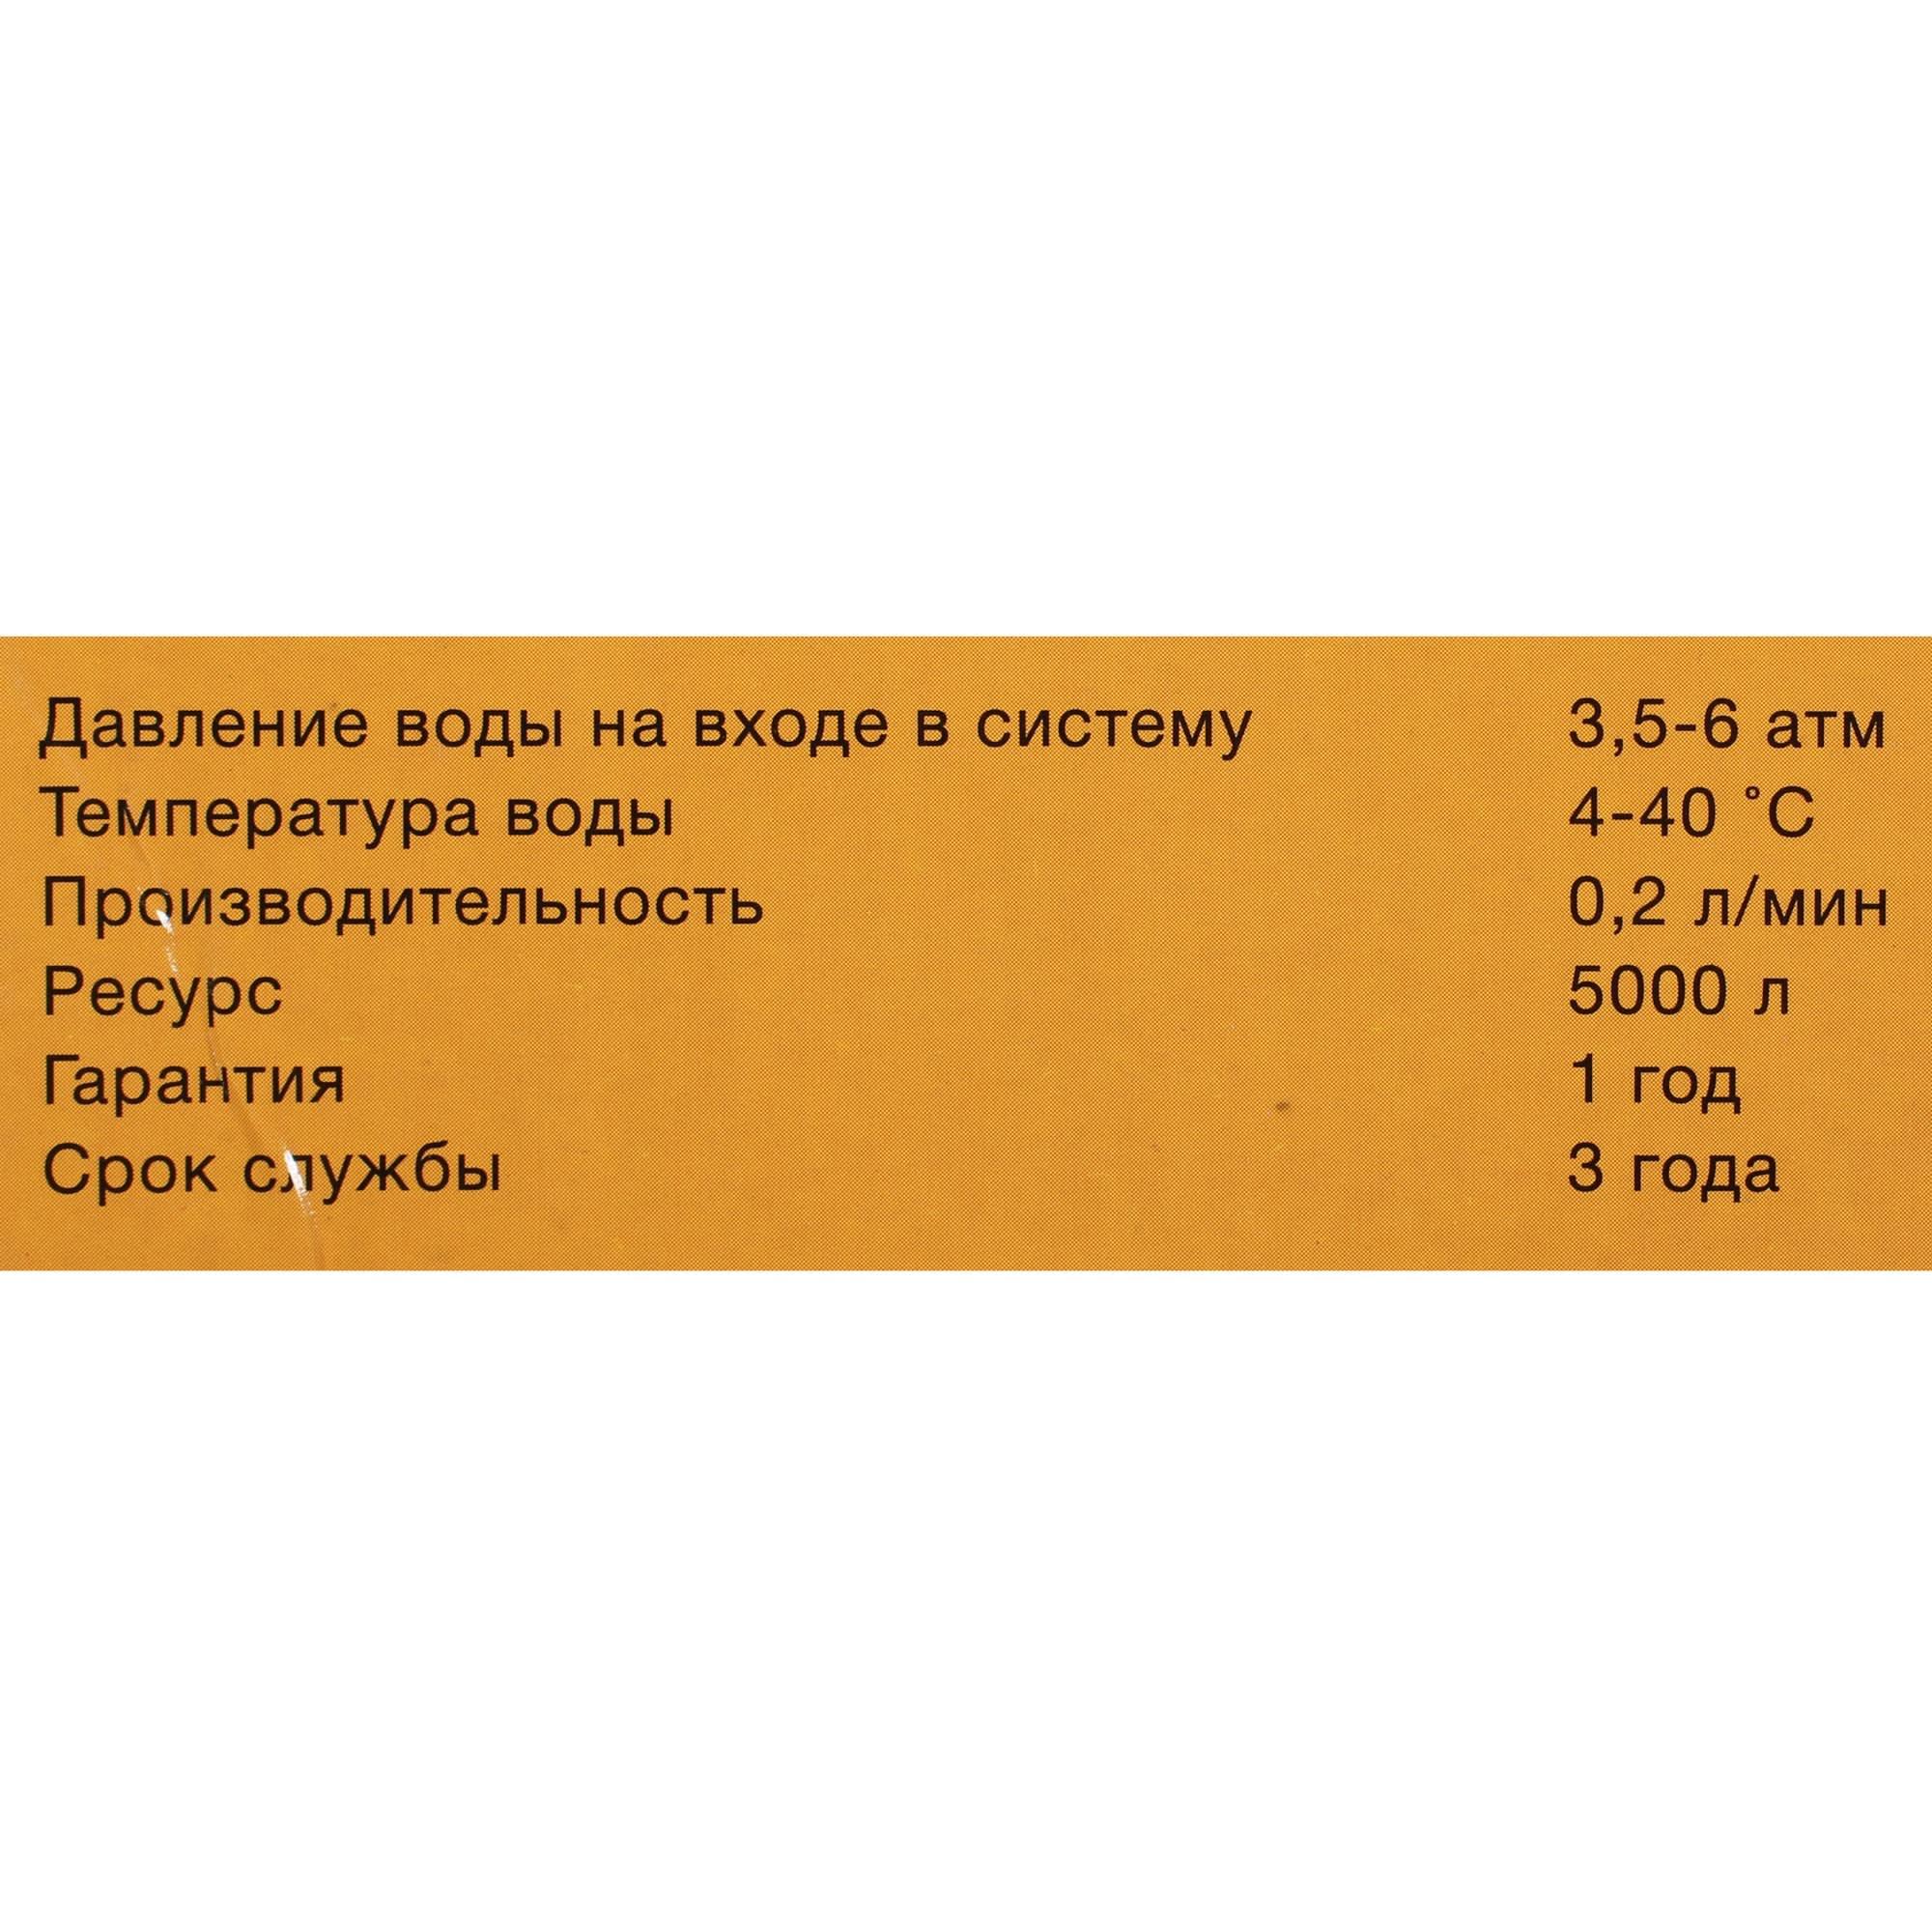 Давление воды на входе в систему 3,5-6 атм
Температура воды 4-40 °С
Производительность 0,2 л/мин
Ресурс 5000 л
Гарантия 1 год
Срок службы 3 года